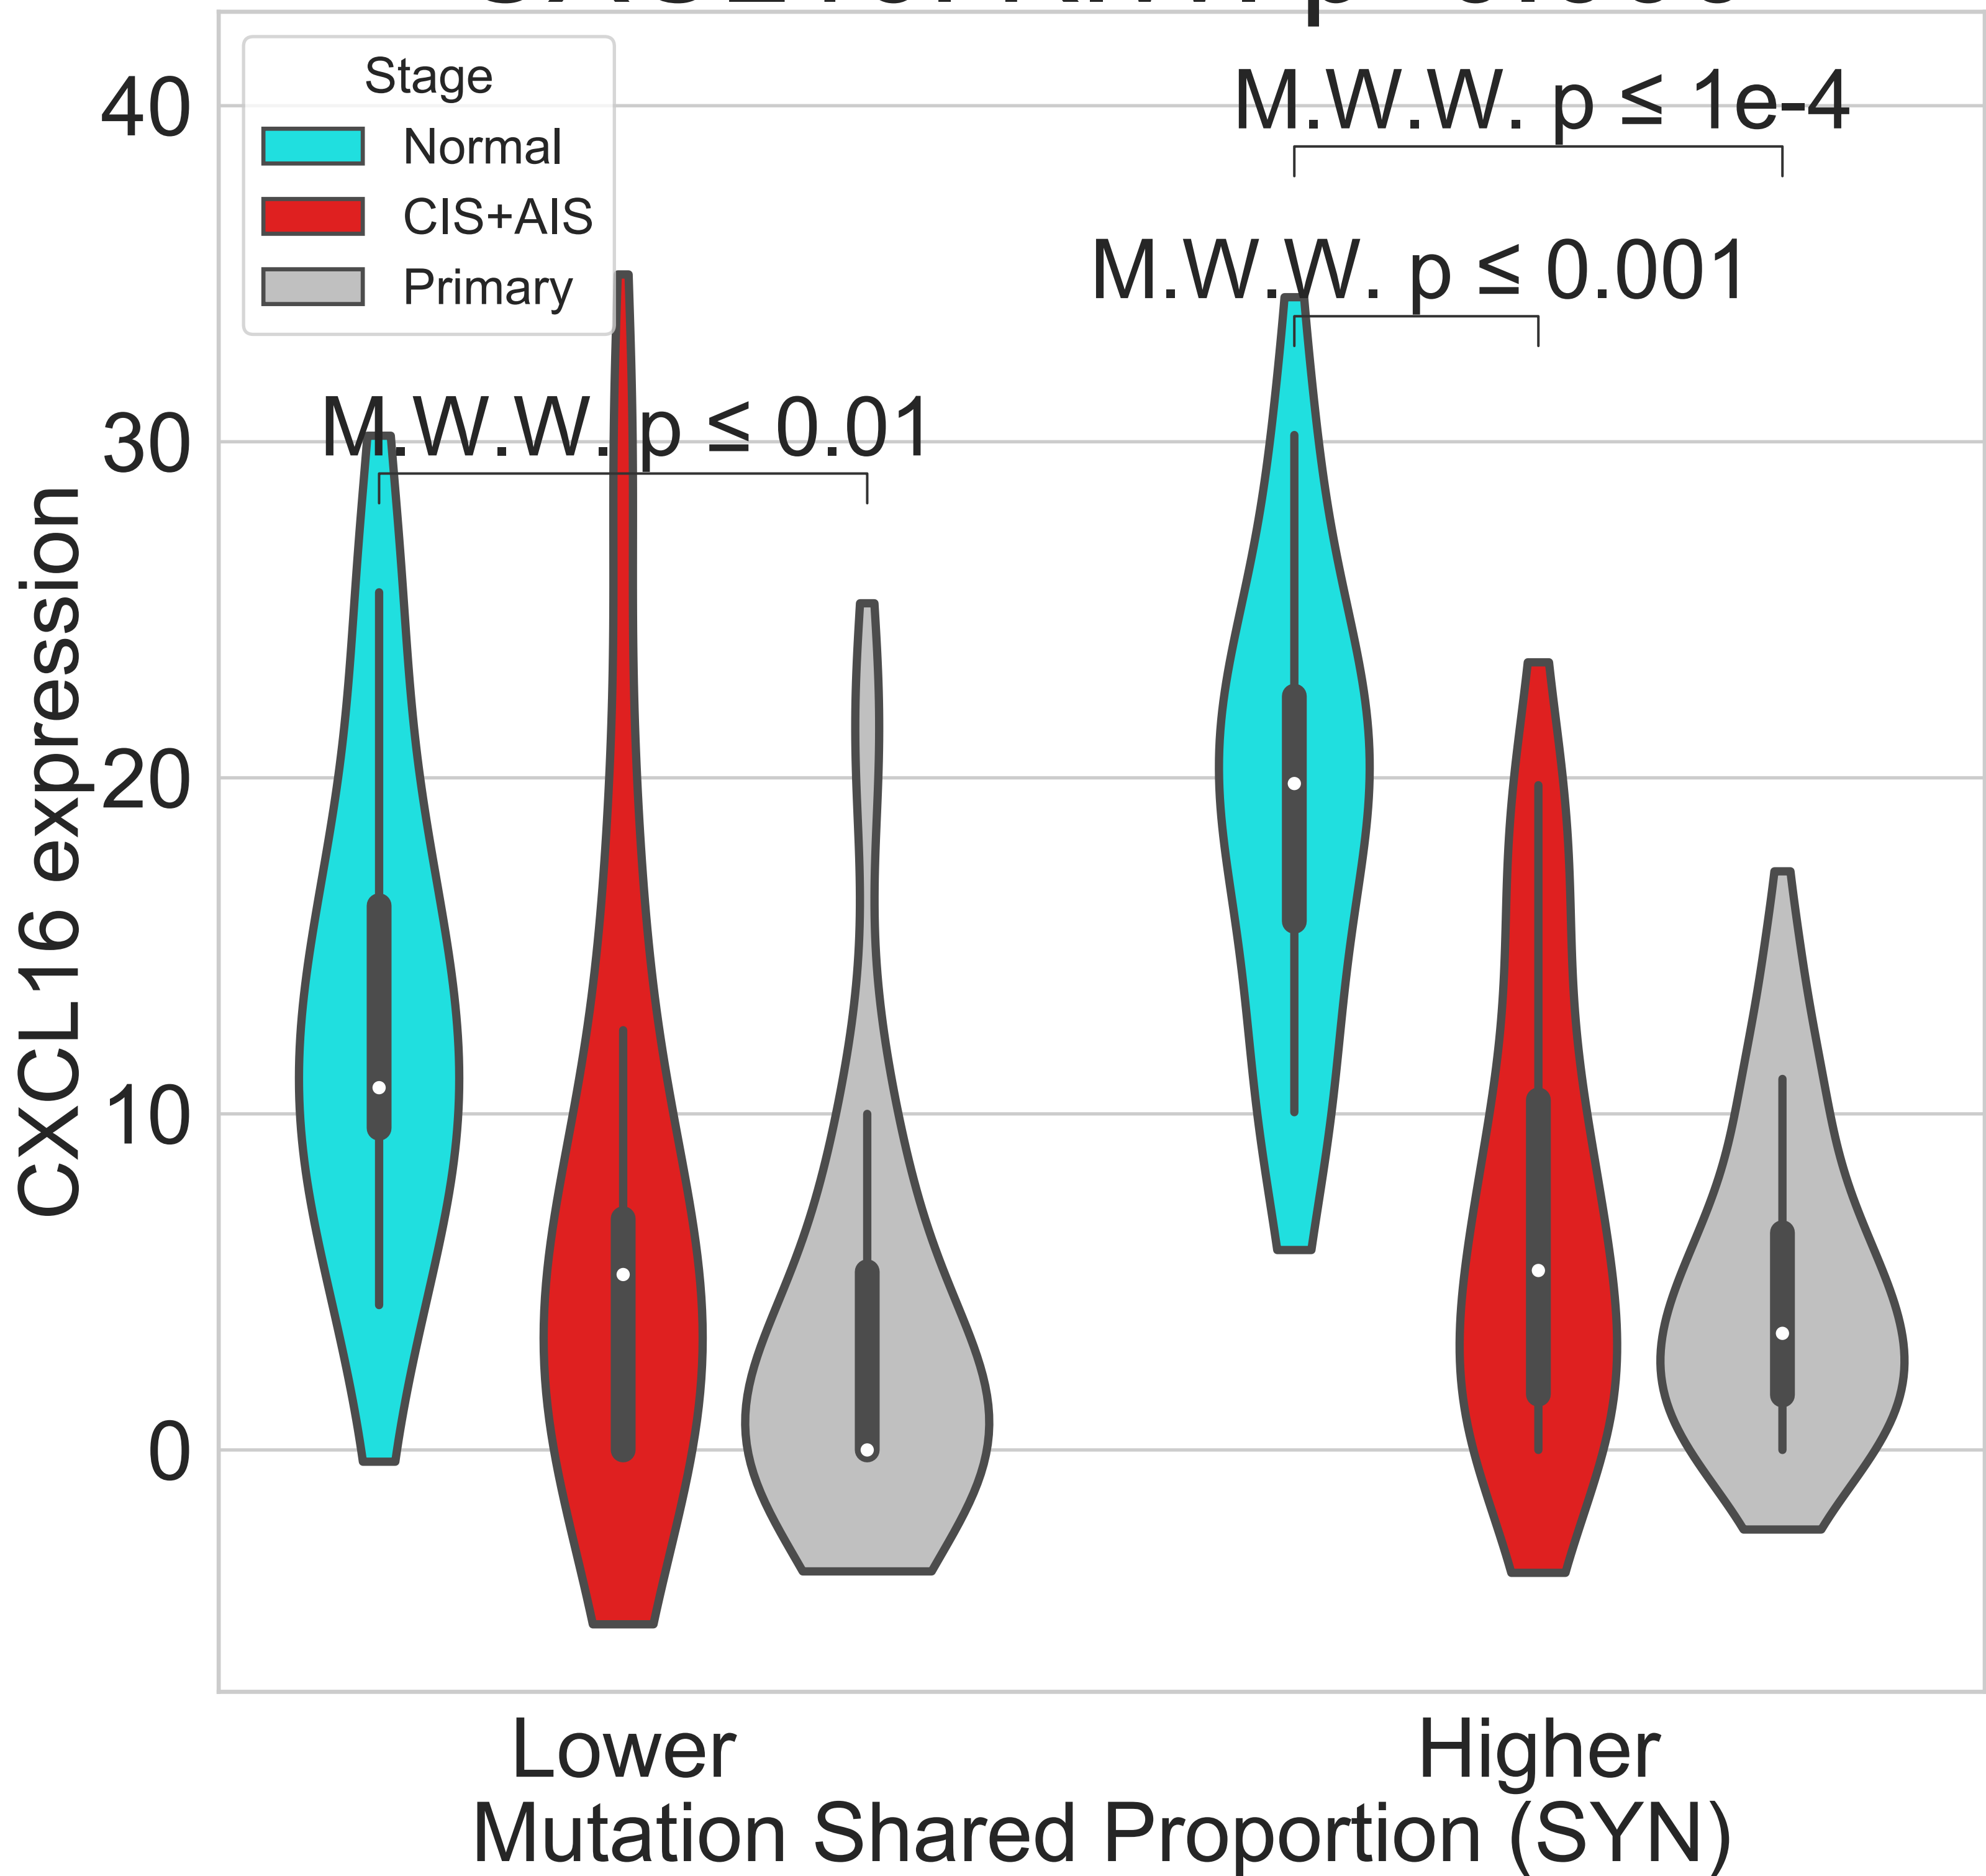 40
30
20
10
0
CXCL16 expression
Stage
Normal
CIS+AIS
Primary
M.W.W. p ≤ 1e-4
M.W.W. p ≤ 0.001
M.W.W. p ≤ 0.01
Lower
Higher
Mutation Shared Proportion (SYN)